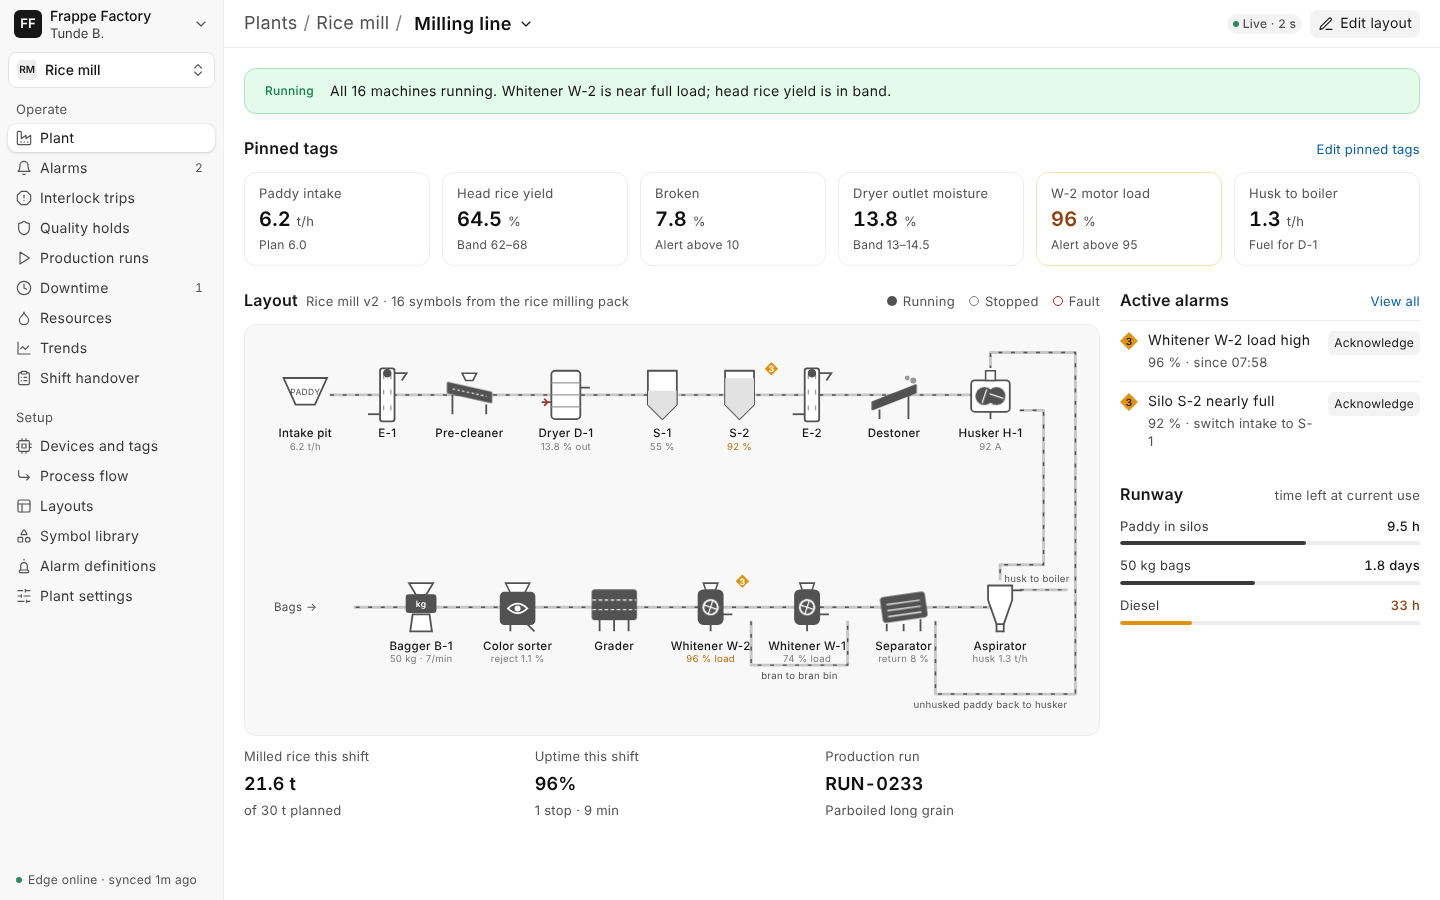 FF
Frappe Factory
Tunde B.
RM Rice mill
Operate
Plant
Alarms 2
Interlock trips
Quality holds
Production runs
Downtime 1
Resources
Trends
Shift handover
Setup
Devices and tags
Process flow
Layouts
Symbol library
Alarm definitions
Plant settings
Edge online · synced 1m ago
Plants / Rice mill / Milling line
Live · 2 s
Edit layout
Running All 16 machines running. Whitener W-2 is near full load; head rice yield is in band.
Pinned tags
Edit pinned tags
Paddy intake
6.2 t/h
Plan 6.0
Head rice yield
64.5 %
Band 62–68
Broken
7.8 %
Alert above 10
Dryer outlet moisture
13.8 %
Band 13–14.5
W-2 motor load
96 %
Alert above 95
Husk to boiler
1.3 t/h
Fuel for D-1
Layout Rice mill v2 · 16 symbols from the rice milling pack
Running Stopped Fault
PADDY
3
Intake pit
6.2 t/h
E-1
Pre-cleaner
Dryer D-1
13.8 % out
S-1
55 %
S-2
92 %
E-2
Destoner
Husker H-1
92 A
husk to boiler
3
Bags →
kg
Bagger B-1
50 kg · 7/min
Color sorter
reject 1.1 %
Grader
Whitener W-2
96 % load
Whitener W-1
74 % load
Separator
return 8 %
Aspirator
husk 1.3 t/h
bran to bran bin
unhusked paddy back to husker
Milled rice this shift
21.6 t
of 30 t planned
Uptime this shift
96%
1 stop · 9 min
Production run
RUN-0233
Parboiled long grain
Active alarms
View all
3 Whitener W-2 load high
96 % · since 07:58
Acknowledge
3 Silo S-2 nearly full
92 % · switch intake to S-
1
Acknowledge
Runway
time left at current use
Paddy in silos 9.5 h
50 kg bags 1.8 days
Diesel 33 h